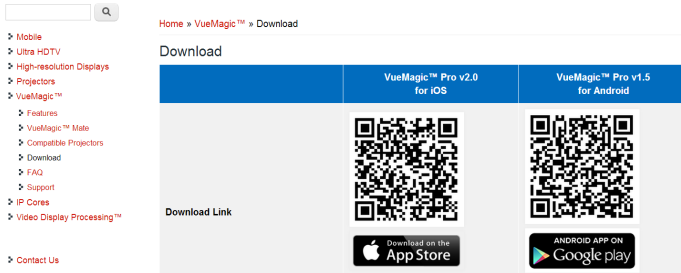 Home » VueMagic™ » Download
Mobile
Ultra HDTV
High-resolution Displays
Projectors
VueMagic™
Features
VueMagic™ Mate
Compatible Projectors
Download
FAQ
Support
IP Cores
Video Display Processing™
Contact Us
Download
VueMagic™ Pro v2.0
for iOS
VueMagic™ Pro v1.5
for Android
Download Link
Download on the
App Store
ANDROID APP ON
Google play